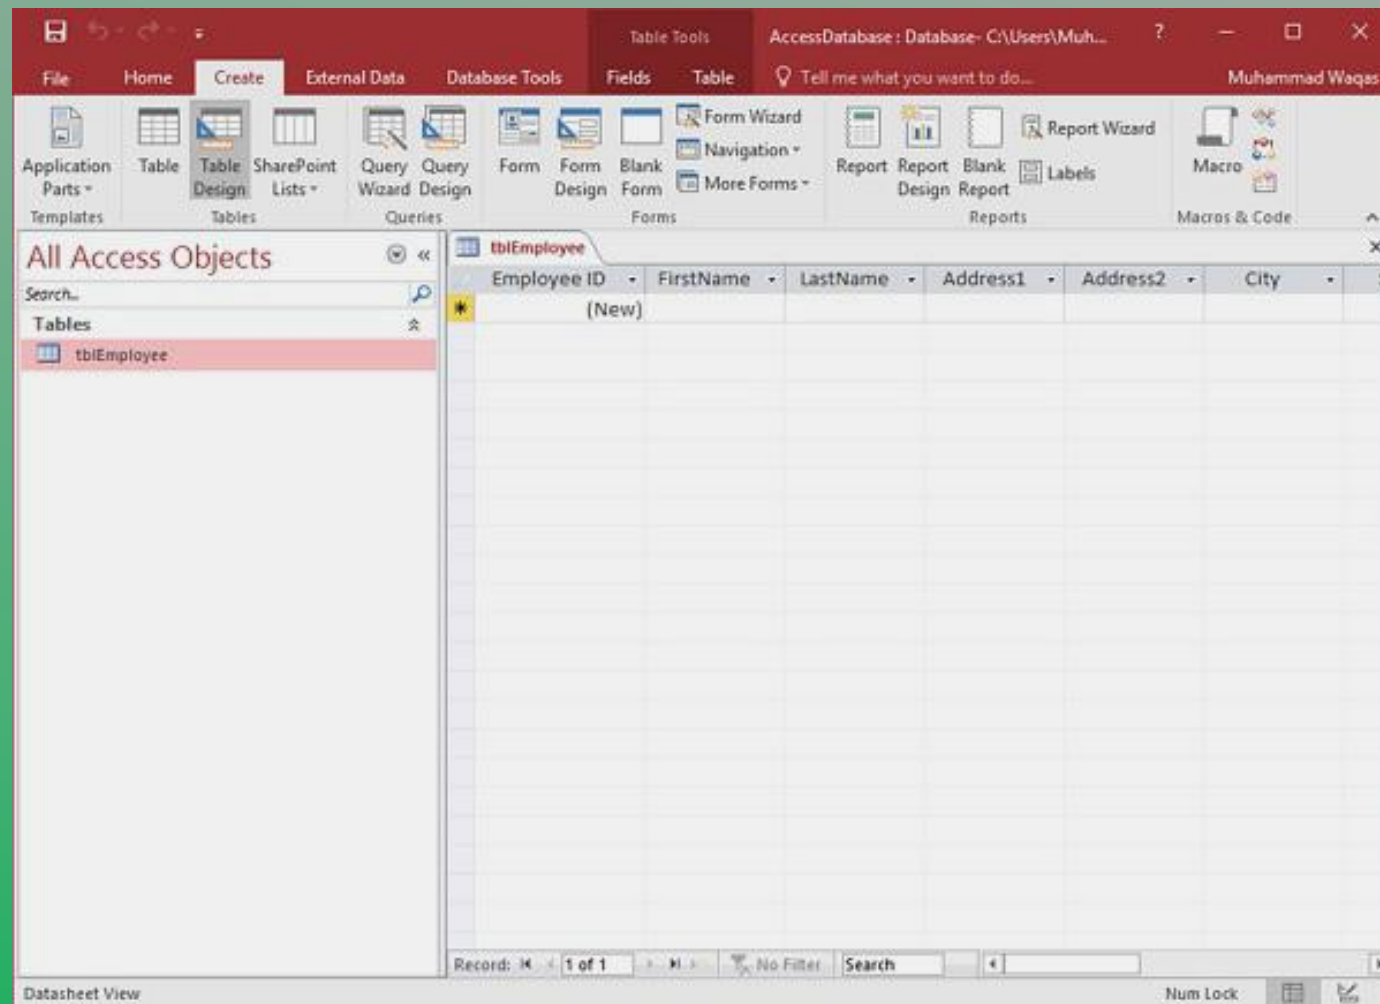 Table Tools
AccessDatabase : Database- C:\Users\Muh... ?
File Home Create External Data Database Tools Fields Table Tell me what you want to do... Muhammad Waqas
Application Parts
Table
Table Design
SharePoint Lists
Query Wizard
Query Design
Form
Form Design
Blank Form
Form Wizard
Navigation
More Forms
Report
Report Design
Blank Report
Report Wizard
Labels
Macro
Templates Tables Queries Forms Reports Macros & Code
All Access Objects «
Search...
Tables
tblEmployee
tblEmployee
Employee ID FirstName LastName Address1 Address2 City
(New)
Record: 1 of 1 No Filter Search
Datasheet View Num Lock